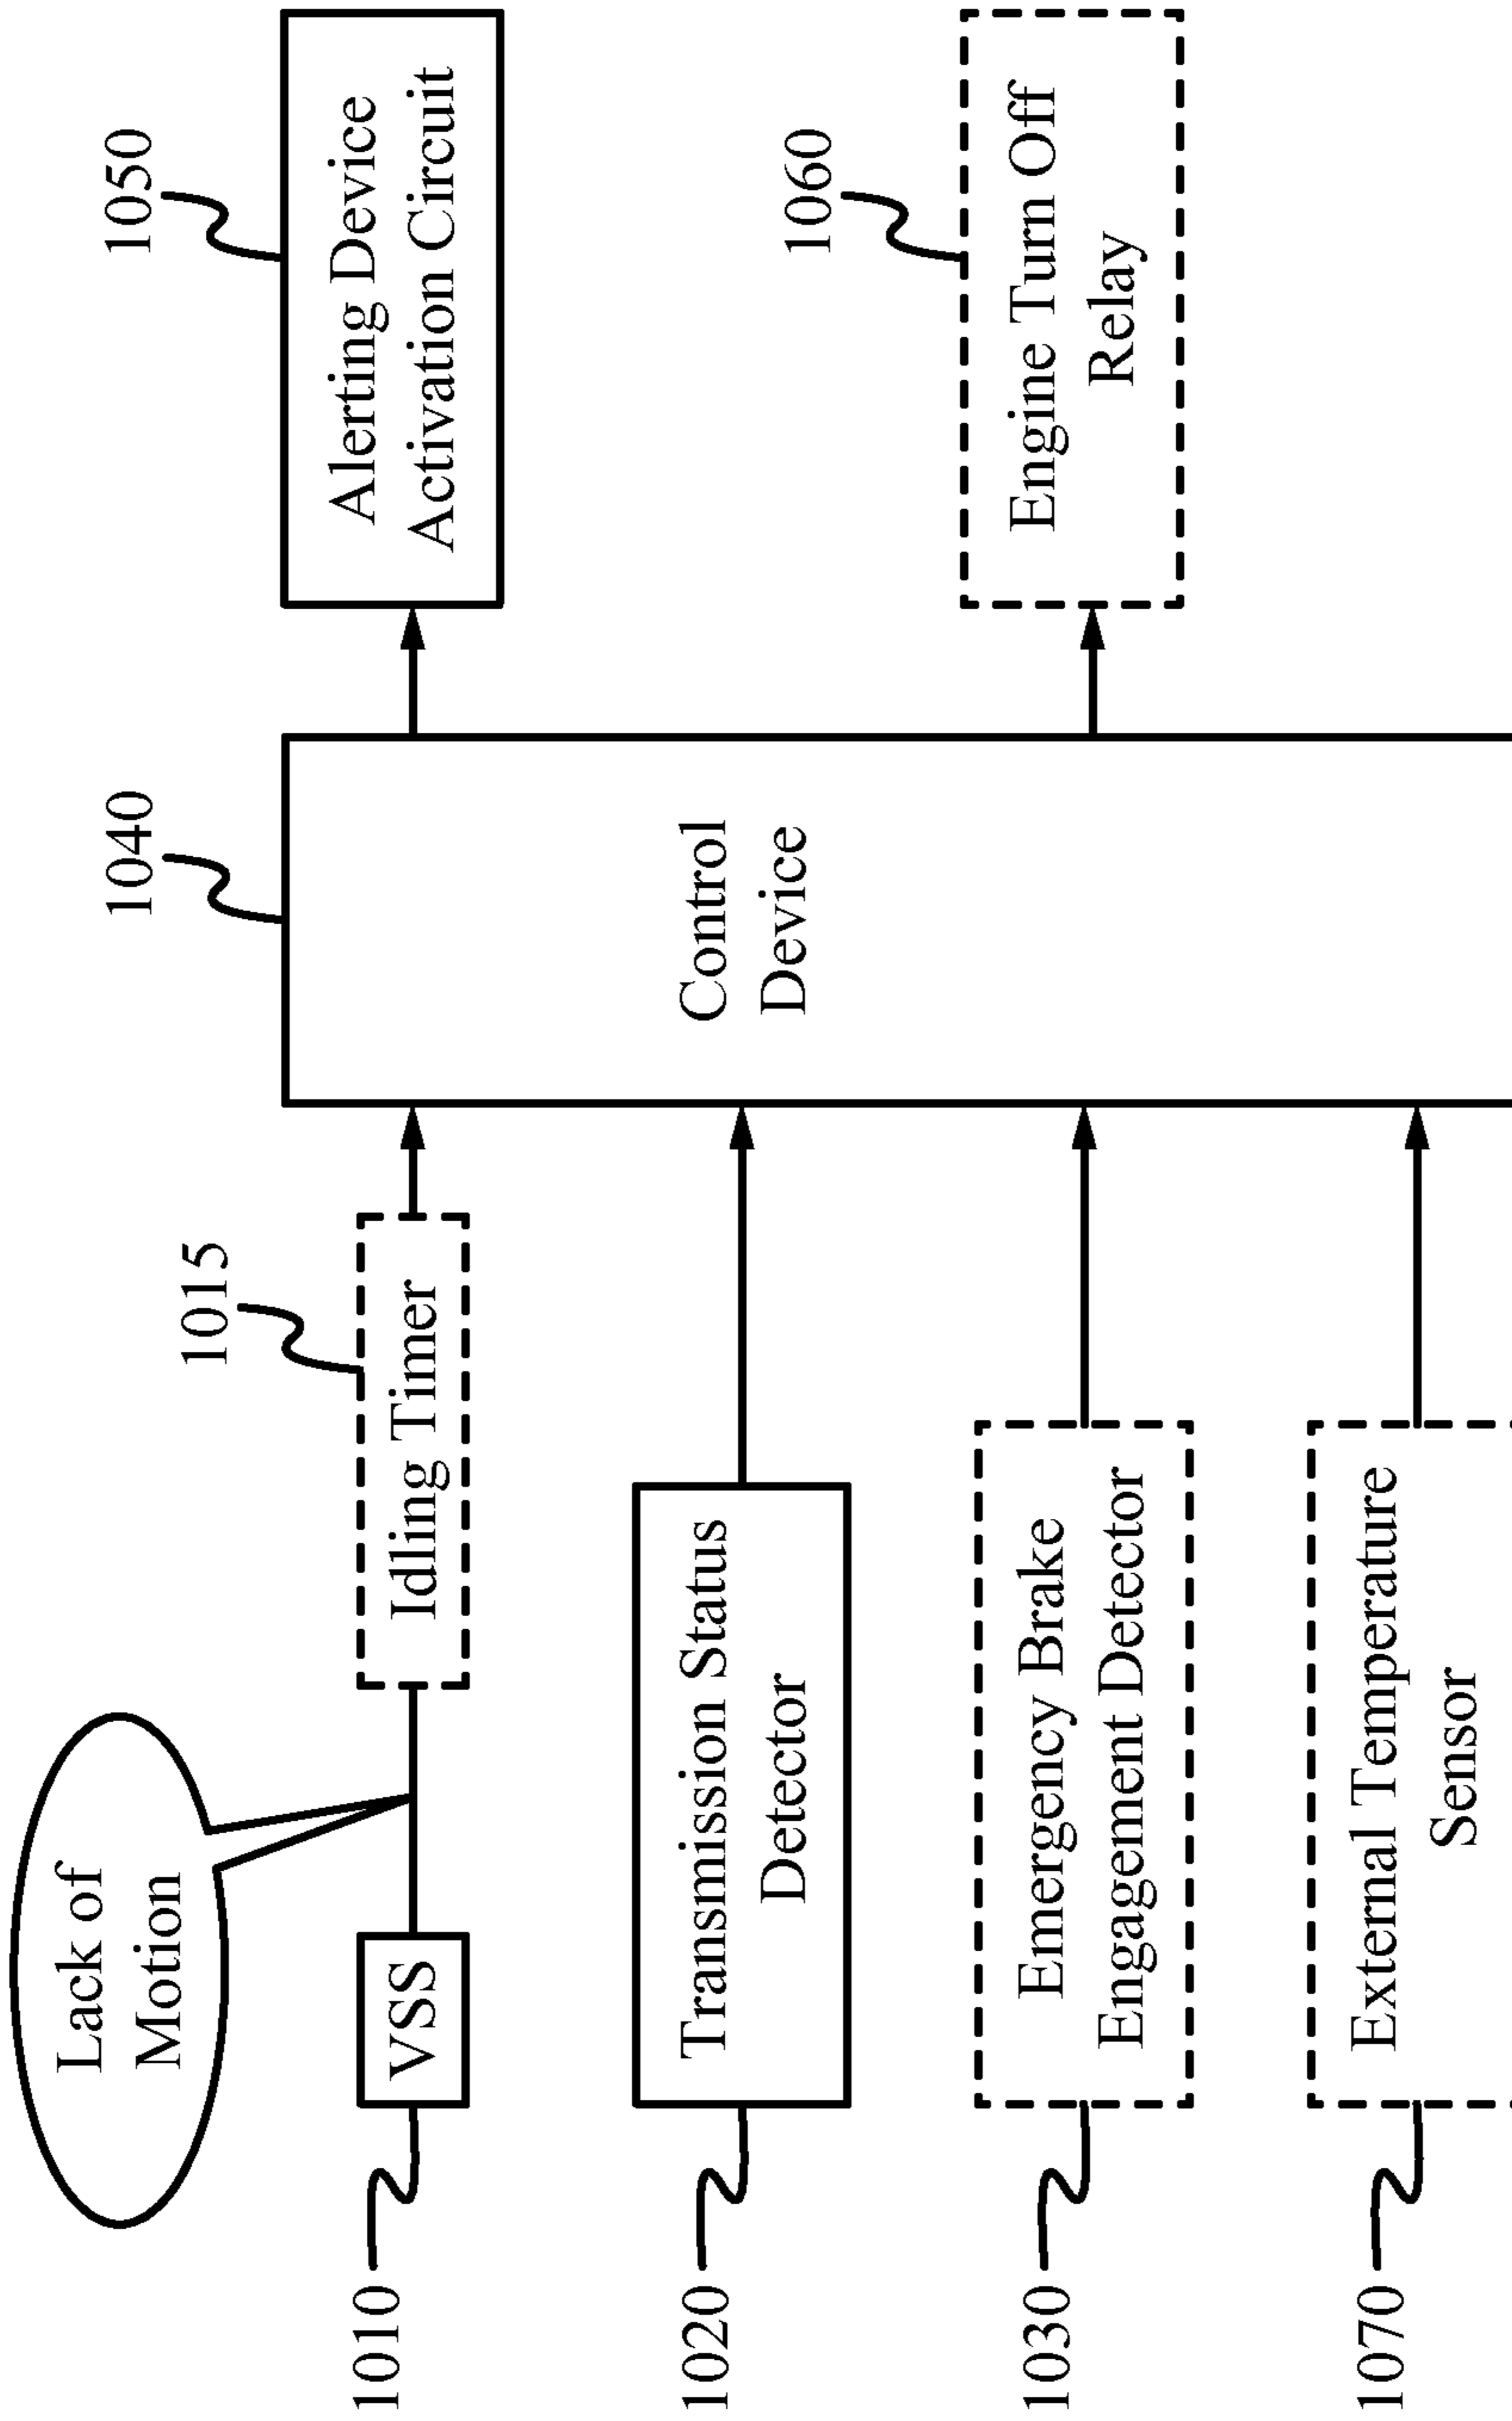 Lack of
Motion
1010
VSS
1015
Idling Timer
1020
Transmission Status
Detector
1030
Emergency Brake
Engagement Detector
1070
External Temperature
Sensor
1040
Control
Device
1050
Alerting Device
Activation Circuit
1060
Engine Turn Off
Relay